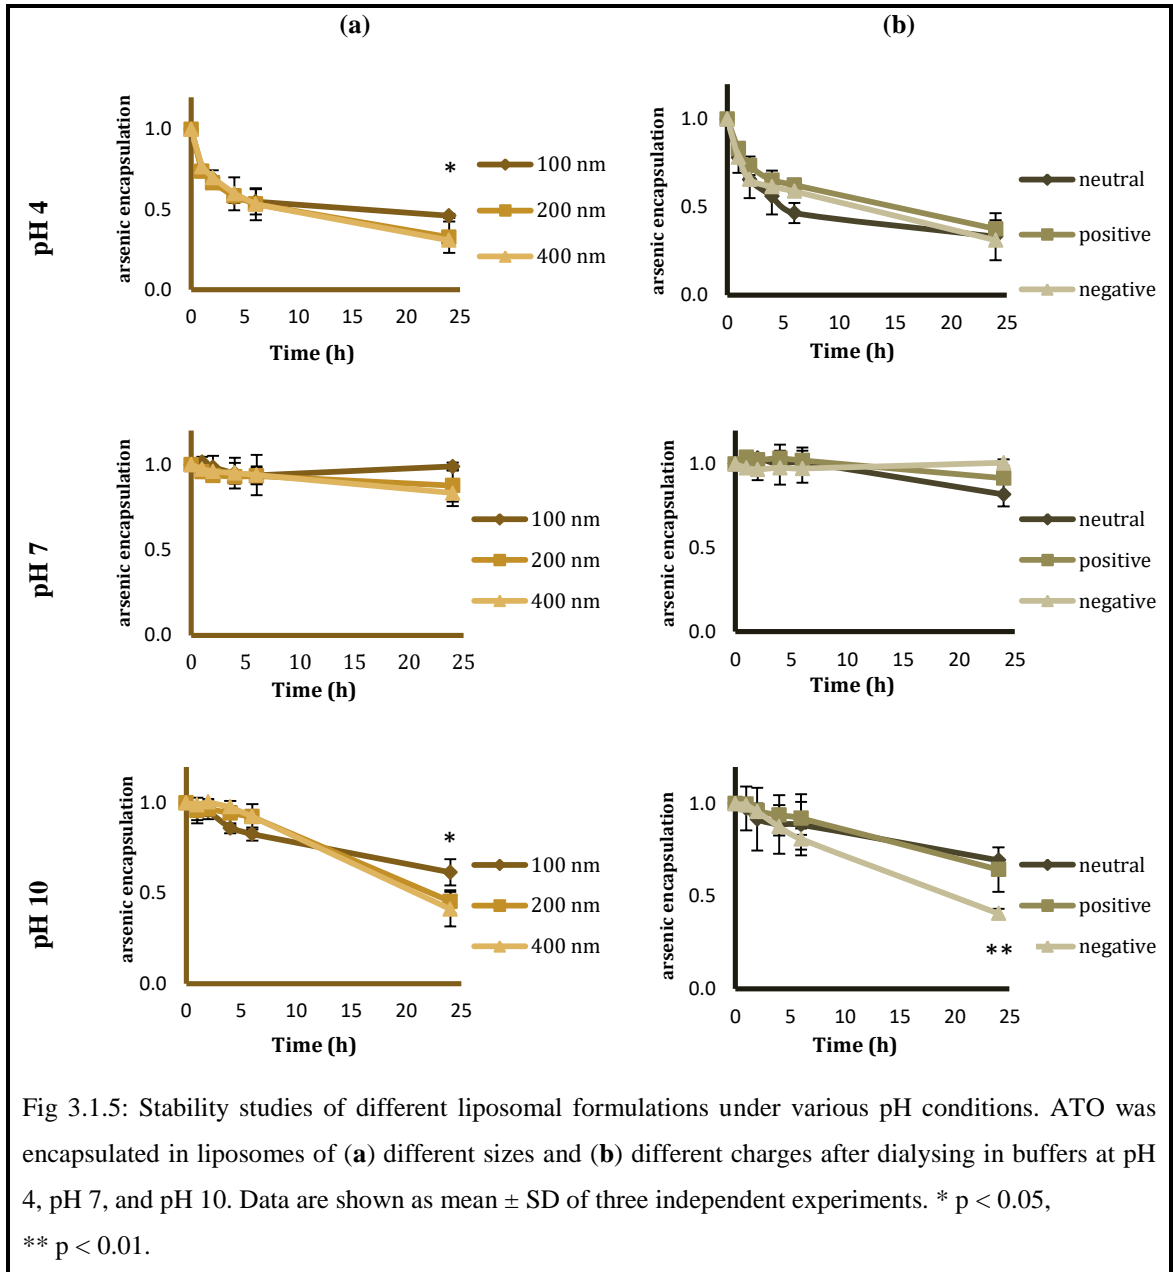 (a)
(b)
pH 4
arsenic encapsulation
1.0
0.5
0.0
0 5 10 15 20 25
Time (h)
*
100 nm
200 nm
400 nm
arsenic encapsulation
1.0
0.5
0.0
0 5 10 15 20 25
Time (h)
neutral
positive
negative
pH 7
arsenic encapsulation
1.0
0.5
0.0
0 5 10 15 20 25
Time (h)
100 nm
200 nm
400 nm
arsenic encapsulation
1.0
0.5
0.0
0 5 10 15 20 25
Time (h)
neutral
positive
negative
pH 10
arsenic encapsulation
1.0
0.5
0.0
0 5 10 15 20 25
Time (h)
*
100 nm
200 nm
400 nm
arsenic encapsulation
1.0
0.5
0.0
0 5 10 15 20 25
Time (h)
**
neutral
positive
negative
Fig 3.1.5: Stability studies of different liposomal formulations under various pH conditions. ATO was
encapsulated in liposomes of (a) different sizes and (b) different charges after dialysing in buffers at pH
4, pH 7, and pH 10. Data are shown as mean ± SD of three independent experiments. * p < 0.05,
** p < 0.01.